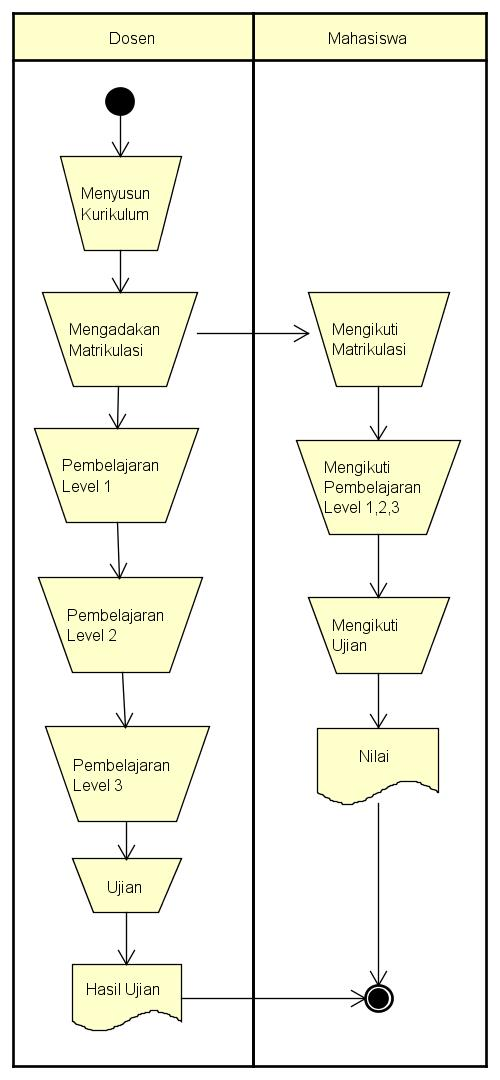 Dosen
Mahasiswa
Menyusun
Kurikulum
Mengadakan
Matrikulasi
Mengikuti
Matrikulasi
Pembelajaran
Level 1
Mengikuti
Pembelajaran
Level 1,2,3
Pembelajaran
Level 2
Mengikuti
Ujian
Pembelajaran
Level 3
Nilai
Ujian
Hasil Ujian